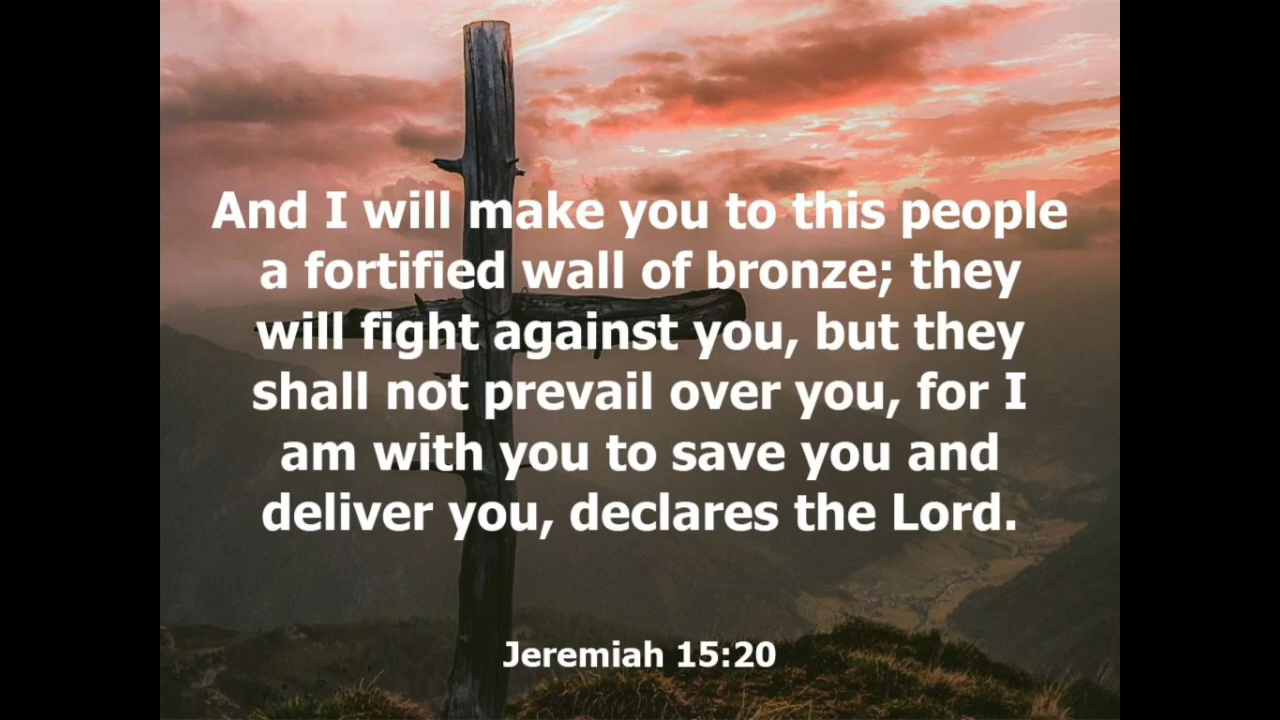 And I will make you to this people
a fortified wall of bronze; they
will fight against you, but they
shall not prevail over you, for I
am with you to save you and
deliver you, declares the Lord.
Jeremiah 15:20